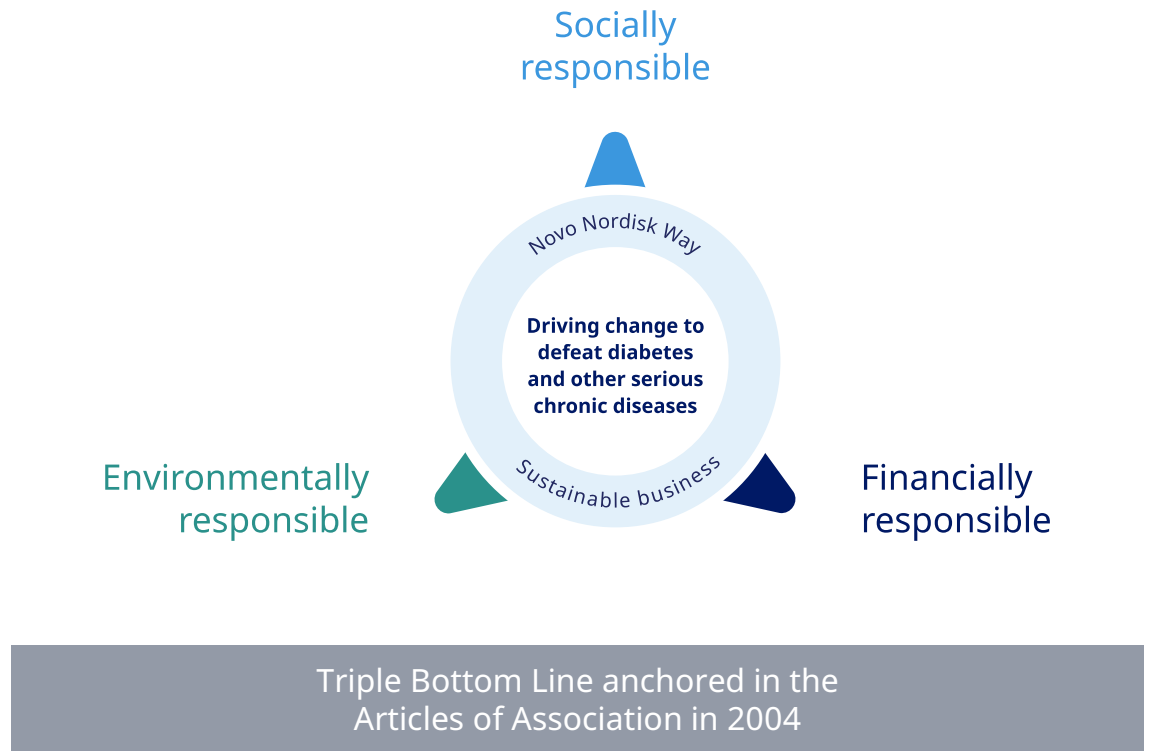 Socially
responsible
Novo Nordisk Way
Driving change to
defeat diabetes
and other serious
chronic diseases
Sustainable business
Environmentally
responsible
Financially
responsible
Triple Bottom Line anchored in the
Articles of Association in 2004